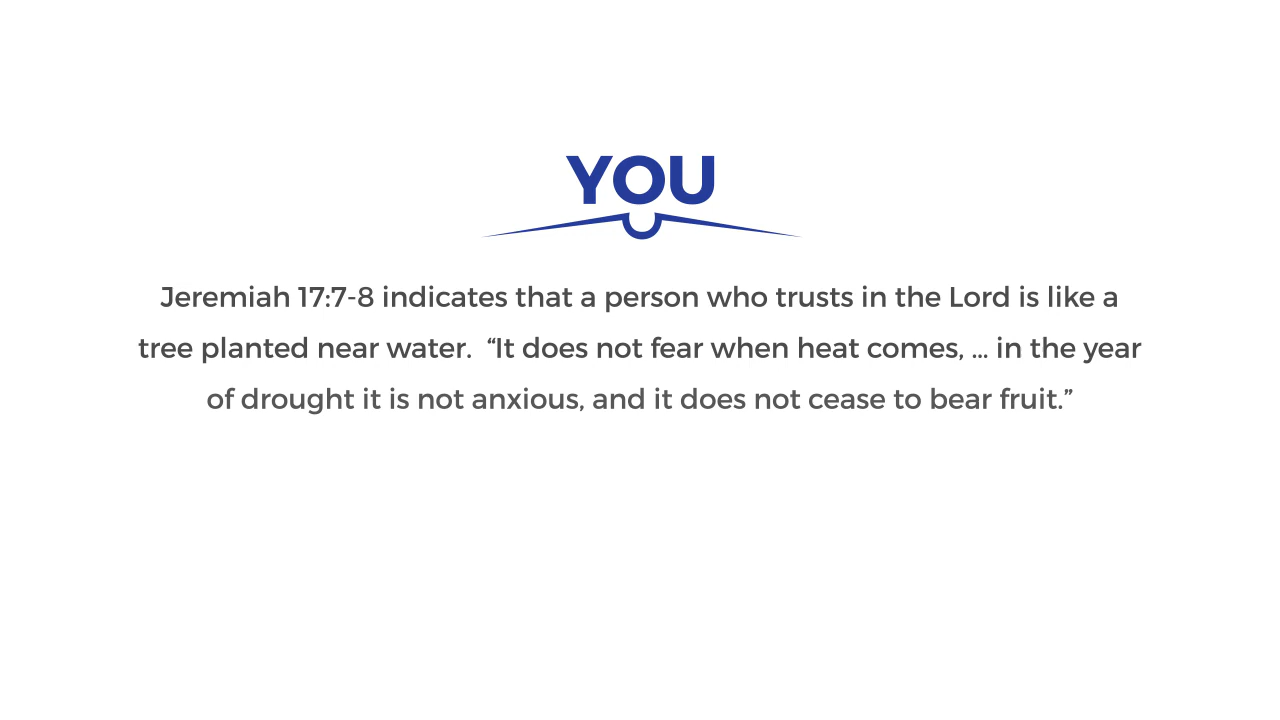 YOU
Jeremiah 17:7-8 indicates that a person who trusts in the Lord is like a
tree planted near water.  “It does not fear when heat comes, ... in the year
of drought it is not anxious, and it does not cease to bear fruit.”